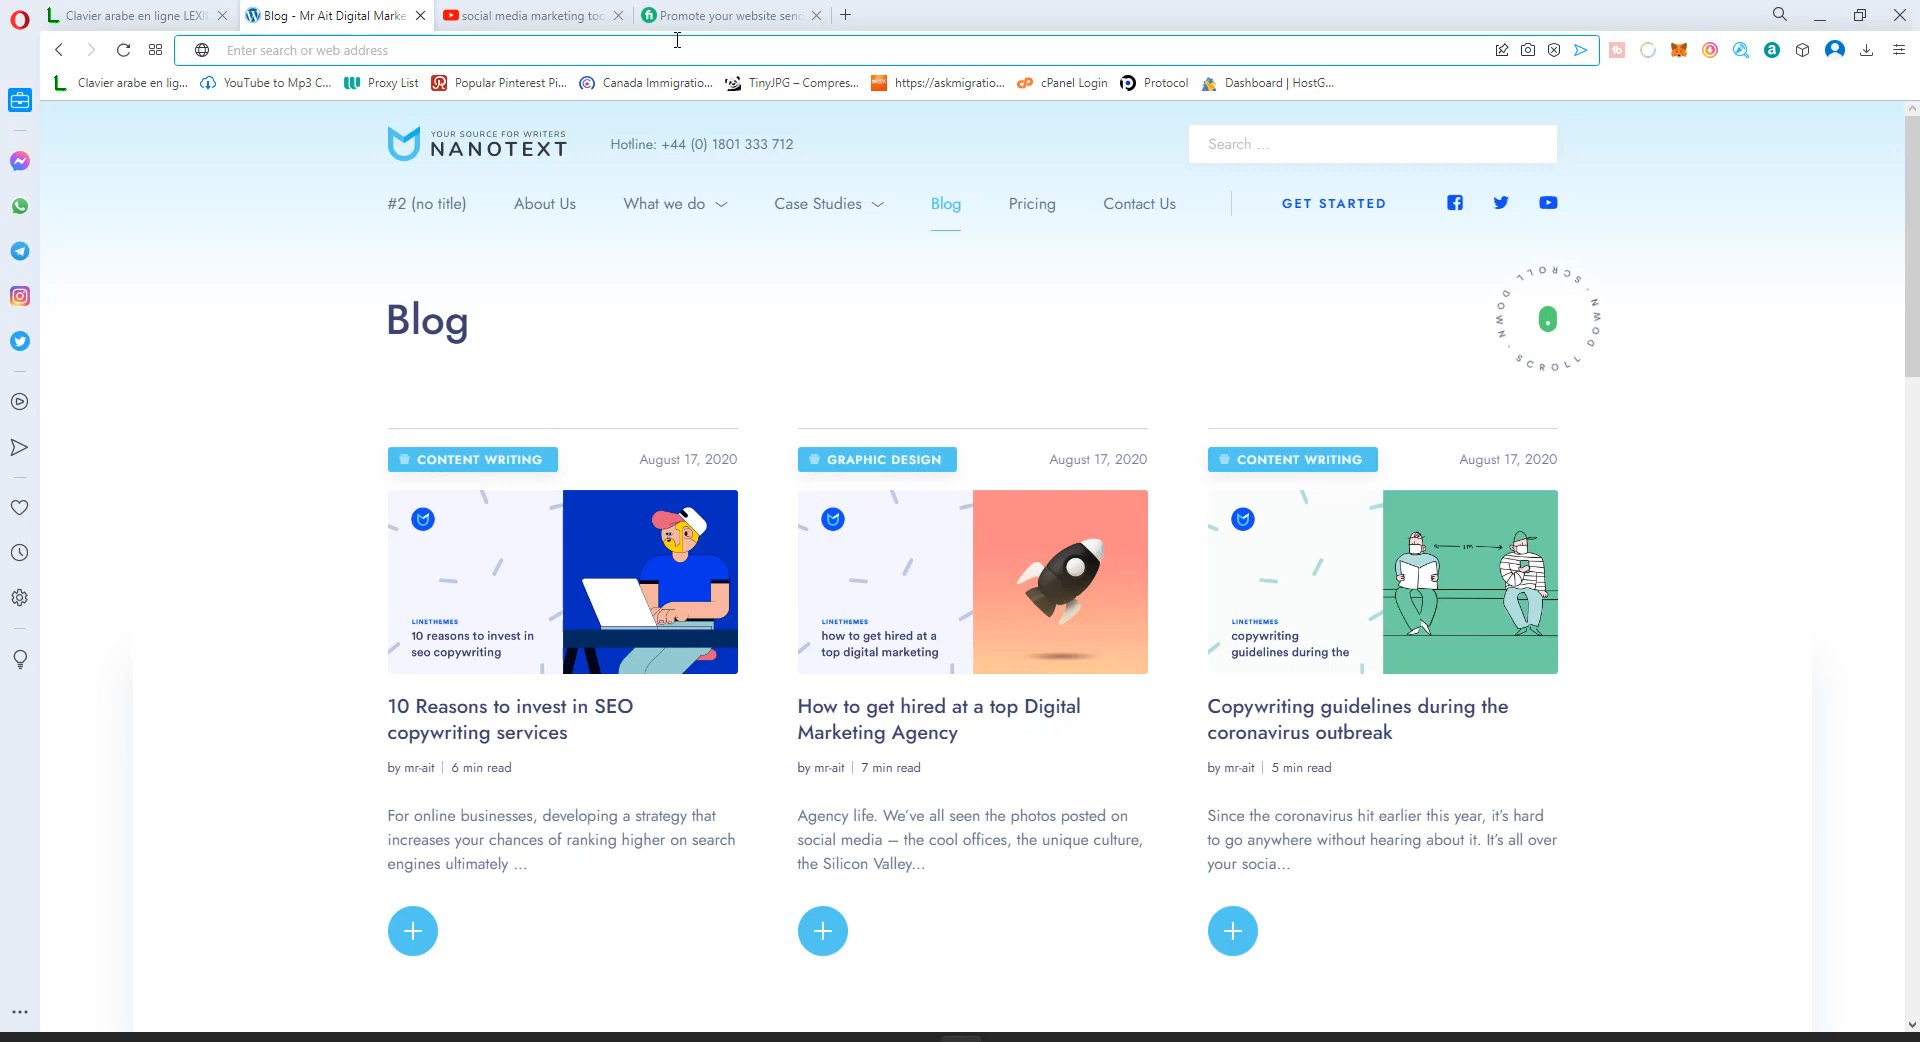 Clavier arabe en ligne LEXI
Blog - Mr Ait Digital Marke
social media marketing too
Promote your website send
Enter search or web address
Clavier arabe en lig...
YouTube to Mp3 C...
Proxy List
Popular Pinterest Pi...
Canada Immigratio...
TinyJPG – Compres...
https://askmigratio...
cPanel Login
Protocol
Dashboard | HostG...
YOUR SOURCE FOR WRITERS
NANOTEXT
Hotline: +44 (0) 1801 333 712
Search ...
#2 (no title)
About Us
What we do
Case Studies
Blog
Pricing
Contact Us
GET STARTED
Blog
SCROLL DOWN · SCROLL DOWN ·
CONTENT WRITING
August 17, 2020
LINETHEMES
10 reasons to invest in
seo copywriting
10 Reasons to invest in SEO
copywriting services
by mr-ait | 6 min read
For online businesses, developing a strategy that
increases your chances of ranking higher on search
engines ultimately ...
GRAPHIC DESIGN
August 17, 2020
LINETHEMES
how to get hired at a
top digital marketing
How to get hired at a top Digital
Marketing Agency
by mr-ait | 7 min read
Agency life. We've all seen the photos posted on
social media – the cool offices, the unique culture,
the Silicon Valley...
CONTENT WRITING
August 17, 2020
1m
LINETHEMES
copywriting
guidelines during the
Copywriting guidelines during the
coronavirus outbreak
by mr-ait | 5 min read
Since the coronavirus hit earlier this year, it's hard
to go anywhere without hearing about it. It's all over
your socia...